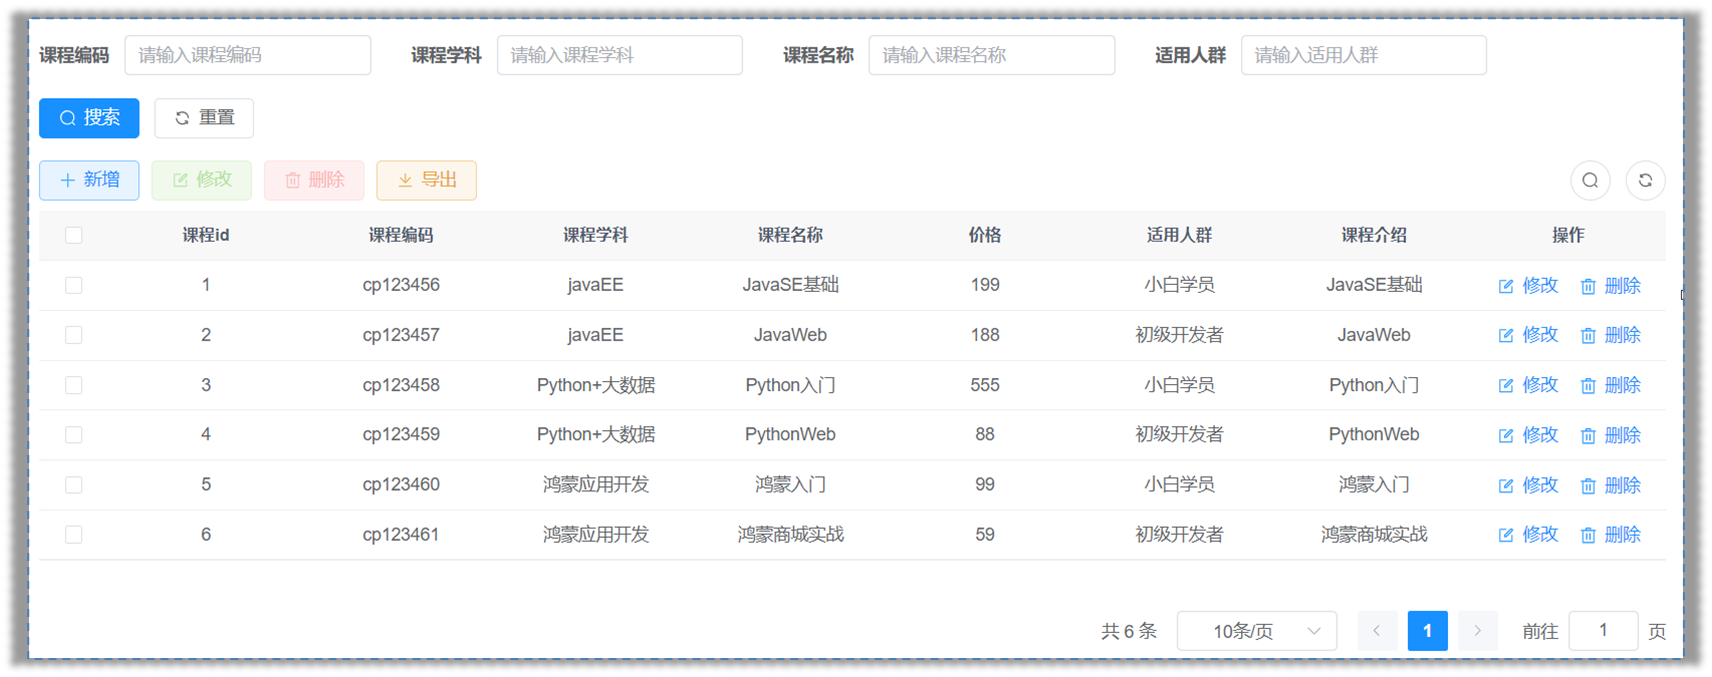 课程编码 请输入课程编码 课程学科 请输入课程学科 课程名称 请输入课程名称 适用人群 请输入适用人群
搜索 重置
新增 修改 删除 导出
课程id 课程编码 课程学科 课程名称 价格 适用人群 课程介绍 操作
1 cp123456 javaEE JavaSE基础 199 小白学员 JavaSE基础 修改 删除
2 cp123457 javaEE JavaWeb 188 初级开发者 JavaWeb 修改 删除
3 cp123458 Python+大数据 Python入门 555 小白学员 Python入门 修改 删除
4 cp123459 Python+大数据 PythonWeb 88 初级开发者 PythonWeb 修改 删除
5 cp123460 鸿蒙应用开发 鸿蒙入门 99 小白学员 鸿蒙入门 修改 删除
6 cp123461 鸿蒙应用开发 鸿蒙商城实战 59 初级开发者 鸿蒙商城实战 修改 删除
共 6 条 10条/页 1 前往 1 页